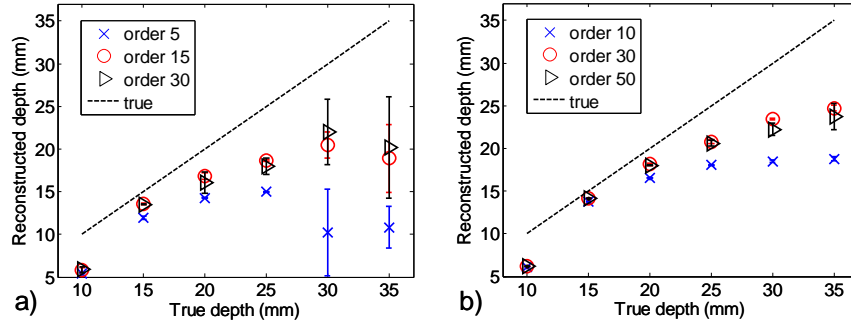 35
30
25
20
15
10
5
Reconstructed depth (mm)
order 5
order 15
order 30
true
10 15 20 25 30 35
True depth (mm)
a)
35
30
25
20
15
10
5
Reconstructed depth (mm)
order 10
order 30
order 50
true
10 15 20 25 30 35
True depth (mm)
b)